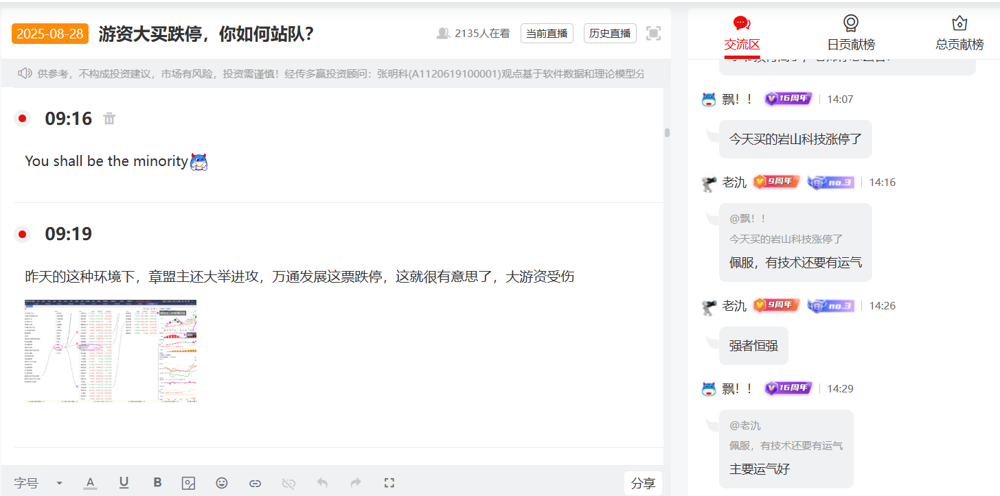 2025-08-28 游资大买跌停，你如何站队？ 2135人在看 当前直播 历史直播
供参考，不构成投资建议，市场有风险，投资需谨慎！经传多赢投资顾问：张明科(A1120619100001)观点基于软件数据和理论模型分
09:16
You shall be the minority
09:19
昨天的这种环境下，章盟主还大举进攻，万通发展这票跌停，这就很有意思了，大游资受伤
字号 A U B 分享
交流区 日贡献榜 总贡献榜
飘！！ V 16周年 14:07
今天买的岩山科技涨停了
老氿 V 9周年 日 no.3 14:16
@飘！！
今天买的岩山科技涨停了
佩服，有技术还要有运气
老氿 V 9周年 日 no.3 14:26
强者恒强
飘！！ V 16周年 14:29
@老氿
佩服，有技术还要有运气
主要运气好